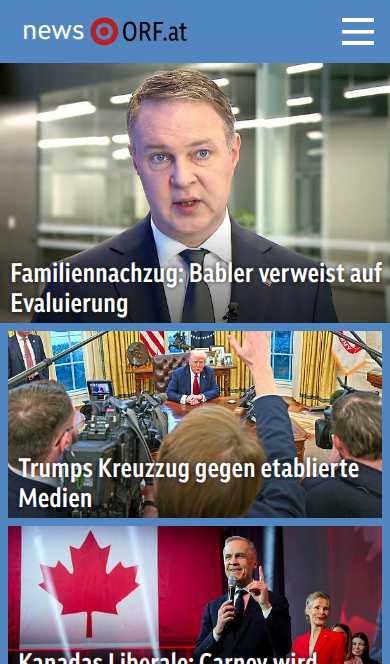 news ORF.at
Familiennachzug: Babler verweist auf
Evaluierung
Trumps Kreuzzug gegen etablierte
Medien
Kanadas Liberale: Carney wird